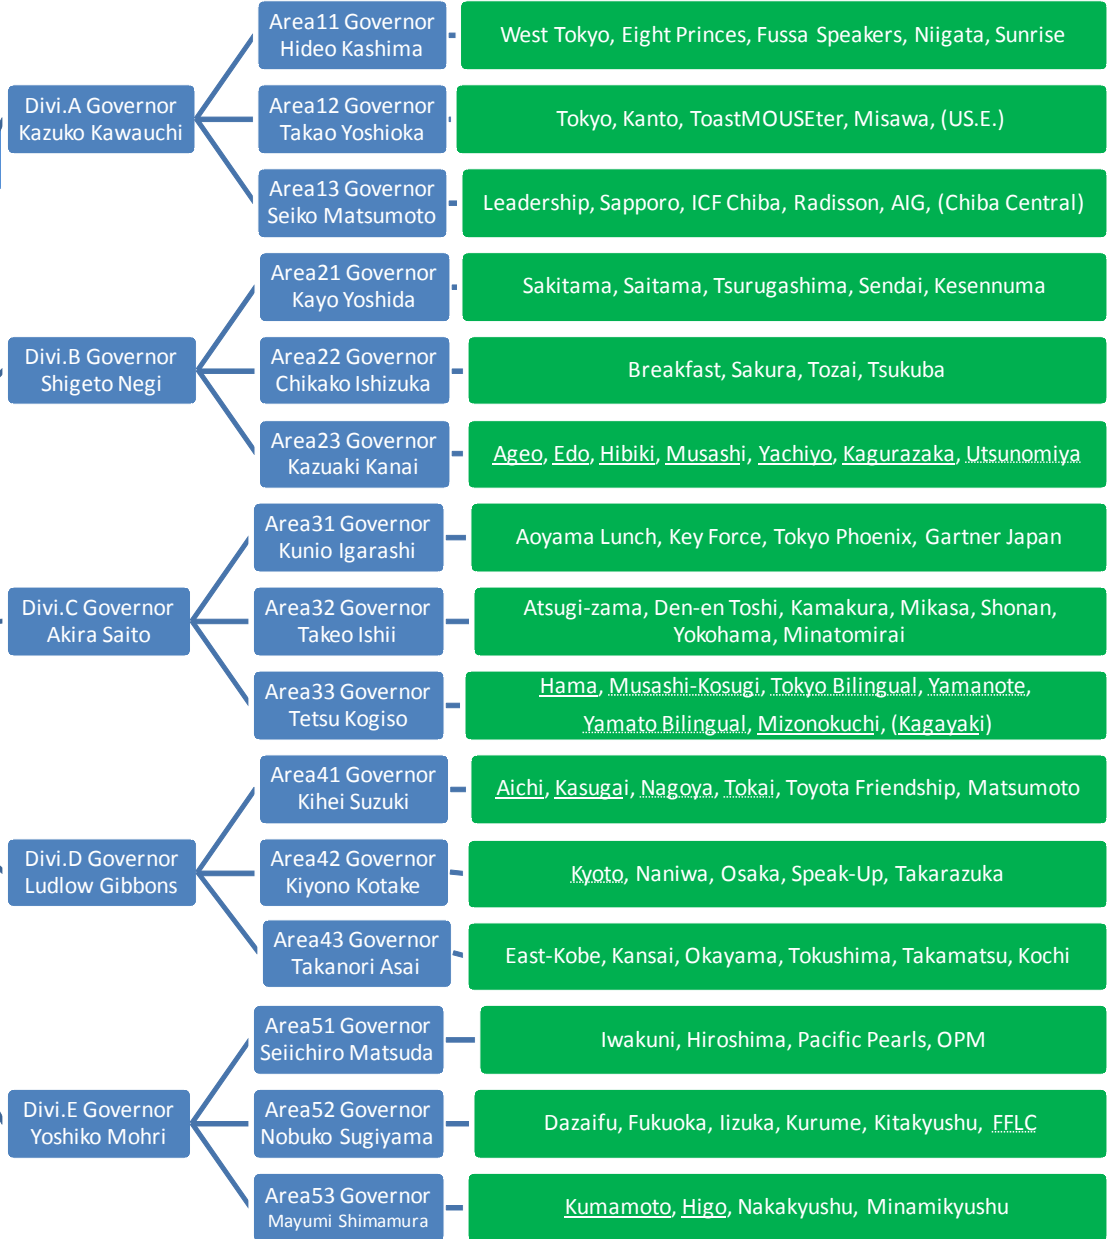 Area11 Governor
Hideo Kashima
West Tokyo, Eight Princes, Fussa Speakers, Niigata, Sunrise
Divi.A Governor
Kazuko Kawauchi
Area12 Governor
Takao Yoshioka
Tokyo, Kanto, ToastMOUSEter, Misawa, (US.E.)
Area13 Governor
Seiko Matsumoto
Leadership, Sapporo, ICF Chiba, Radisson, AIG, (Chiba Central)
Area21 Governor
Kayo Yoshida
Sakitama, Saitama, Tsurugashima, Sendai, Kesennuma
Divi.B Governor
Shigeto Negi
Area22 Governor
Chikako Ishizuka
Breakfast, Sakura, Tozai, Tsukuba
Area23 Governor
Kazuaki Kanai
Ageo, Edo, Hibiki, Musashi, Yachiyo, Kagurazaka, Utsunomiya
Area31 Governor
Kunio Igarashi
Aoyama Lunch, Key Force, Tokyo Phoenix, Gartner Japan
Divi.C Governor
Akira Saito
Area32 Governor
Takeo Ishii
Atsugi-zama, Den-en Toshi, Kamakura, Mikasa, Shonan,
Yokohama, Minatomirai
Area33 Governor
Tetsu Kogiso
Hama, Musashi-Kosugi, Tokyo Bilingual, Yamanote,
Yamato Bilingual, Mizonokuchi, (Kagayaki)
Area41 Governor
Kihei Suzuki
Aichi, Kasugai, Nagoya, Tokai, Toyota Friendship, Matsumoto
Divi.D Governor
Ludlow Gibbons
Area42 Governor
Kiyono Kotake
Kyoto, Naniwa, Osaka, Speak-Up, Takarazuka
Area43 Governor
Takanori Asai
East-Kobe, Kansai, Okayama, Tokushima, Takamatsu, Kochi
Area51 Governor
Seiichiro Matsuda
Iwakuni, Hiroshima, Pacific Pearls, OPM
Divi.E Governor
Yoshiko Mohri
Area52 Governor
Nobuko Sugiyama
Dazaifu, Fukuoka, Iizuka, Kurume, Kitakyushu, FFLC
Area53 Governor
Mayumi Shimamura
Kumamoto, Higo, Nakakyushu, Minamikyushu